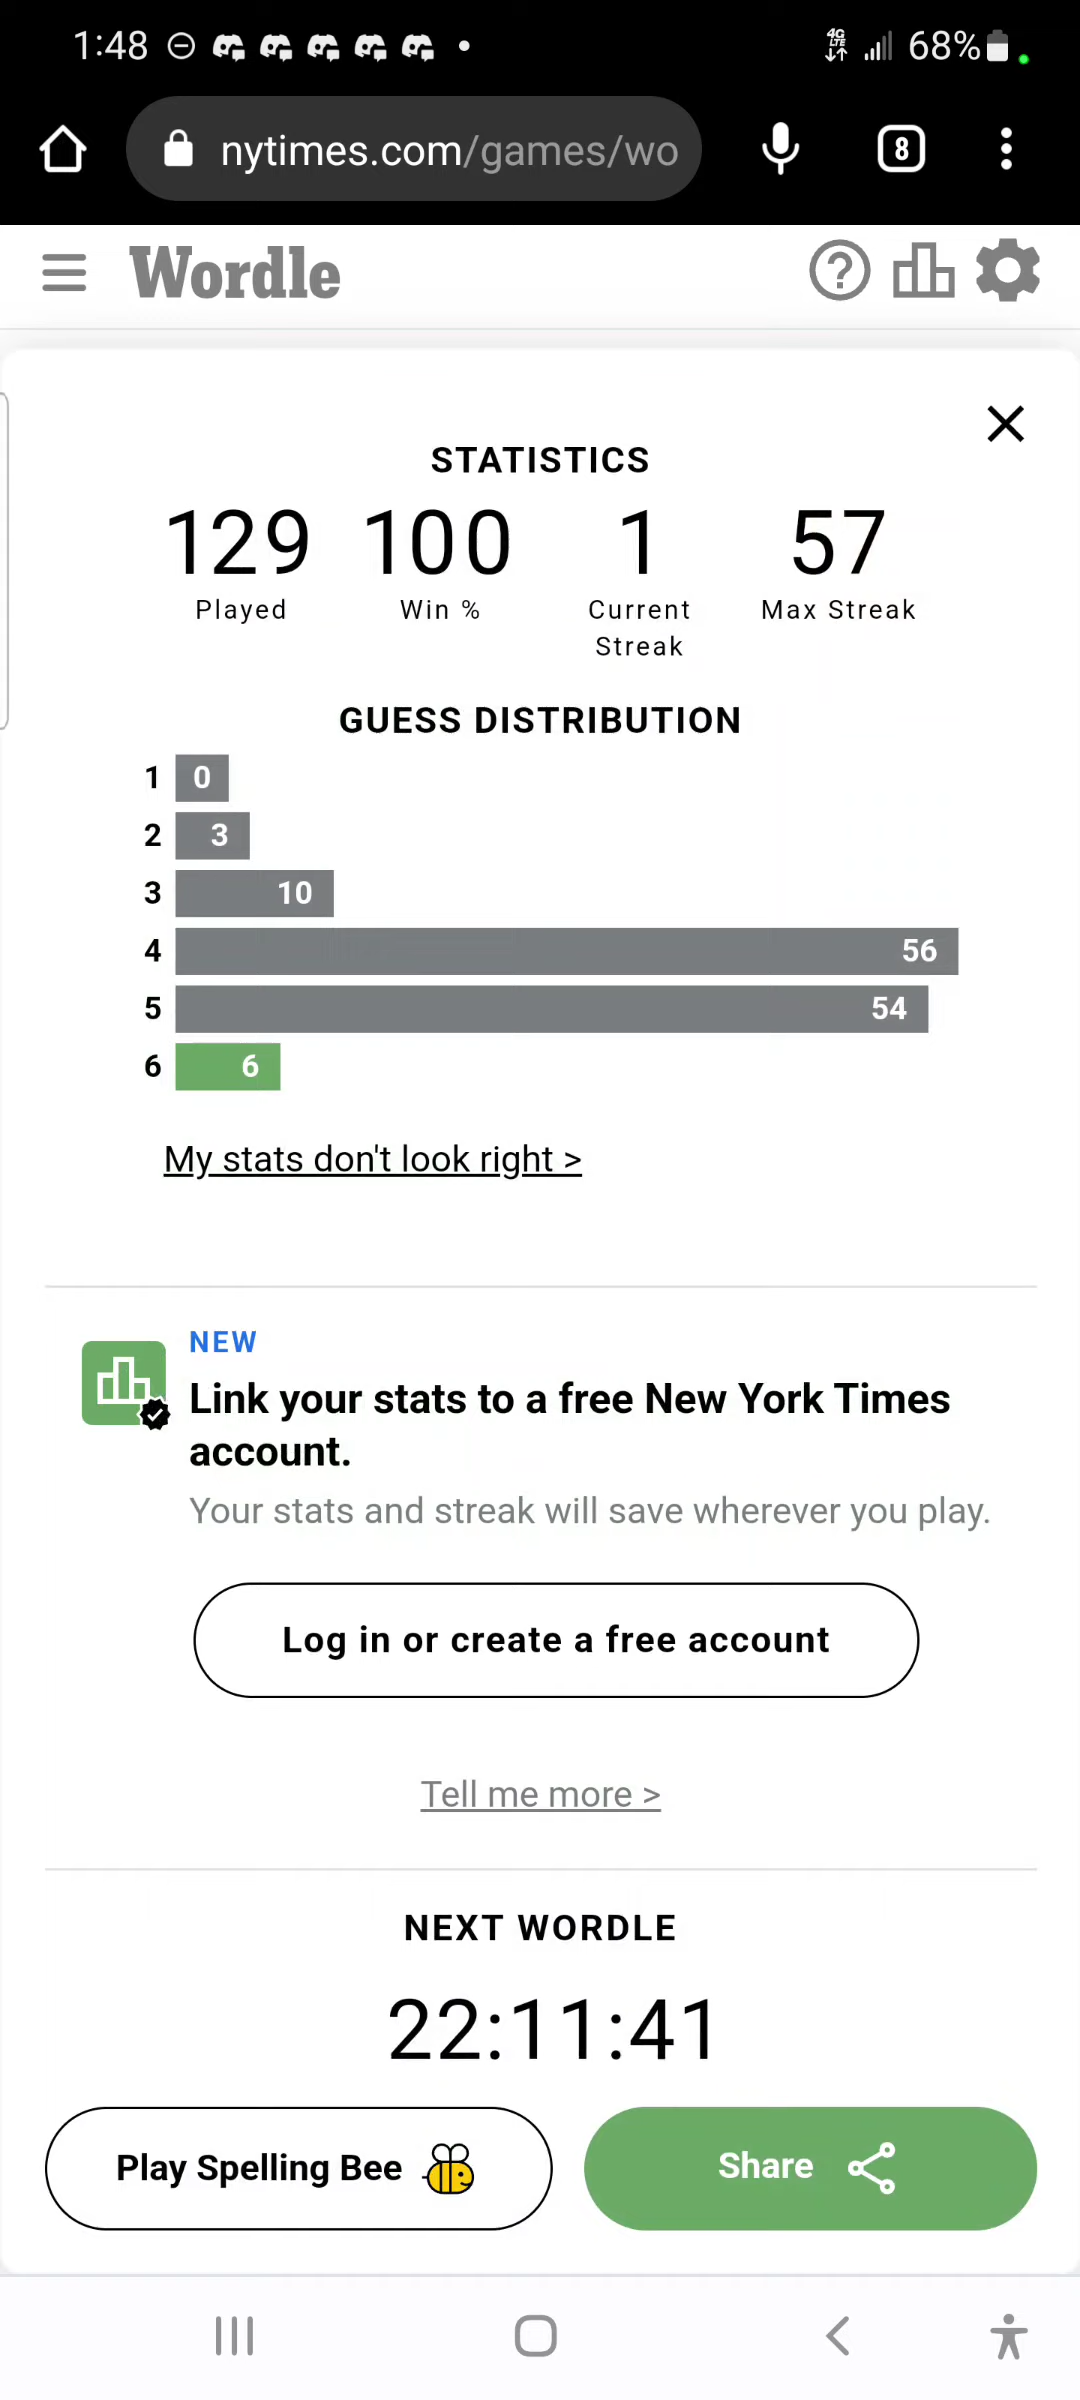 1:48
4G LTE
68%
nytimes.com/games/wo
8
Wordle
STATISTICS
129 100 1 57
Played Win % Current Streak Max Streak
GUESS DISTRIBUTION
1 0
2 3
3 10
4 56
5 54
6 6
My stats don't look right >
NEW
Link your stats to a free New York Times
account.
Your stats and streak will save wherever you play.
Log in or create a free account
Tell me more >
NEXT WORDLE
22:11:41
Play Spelling Bee
Share